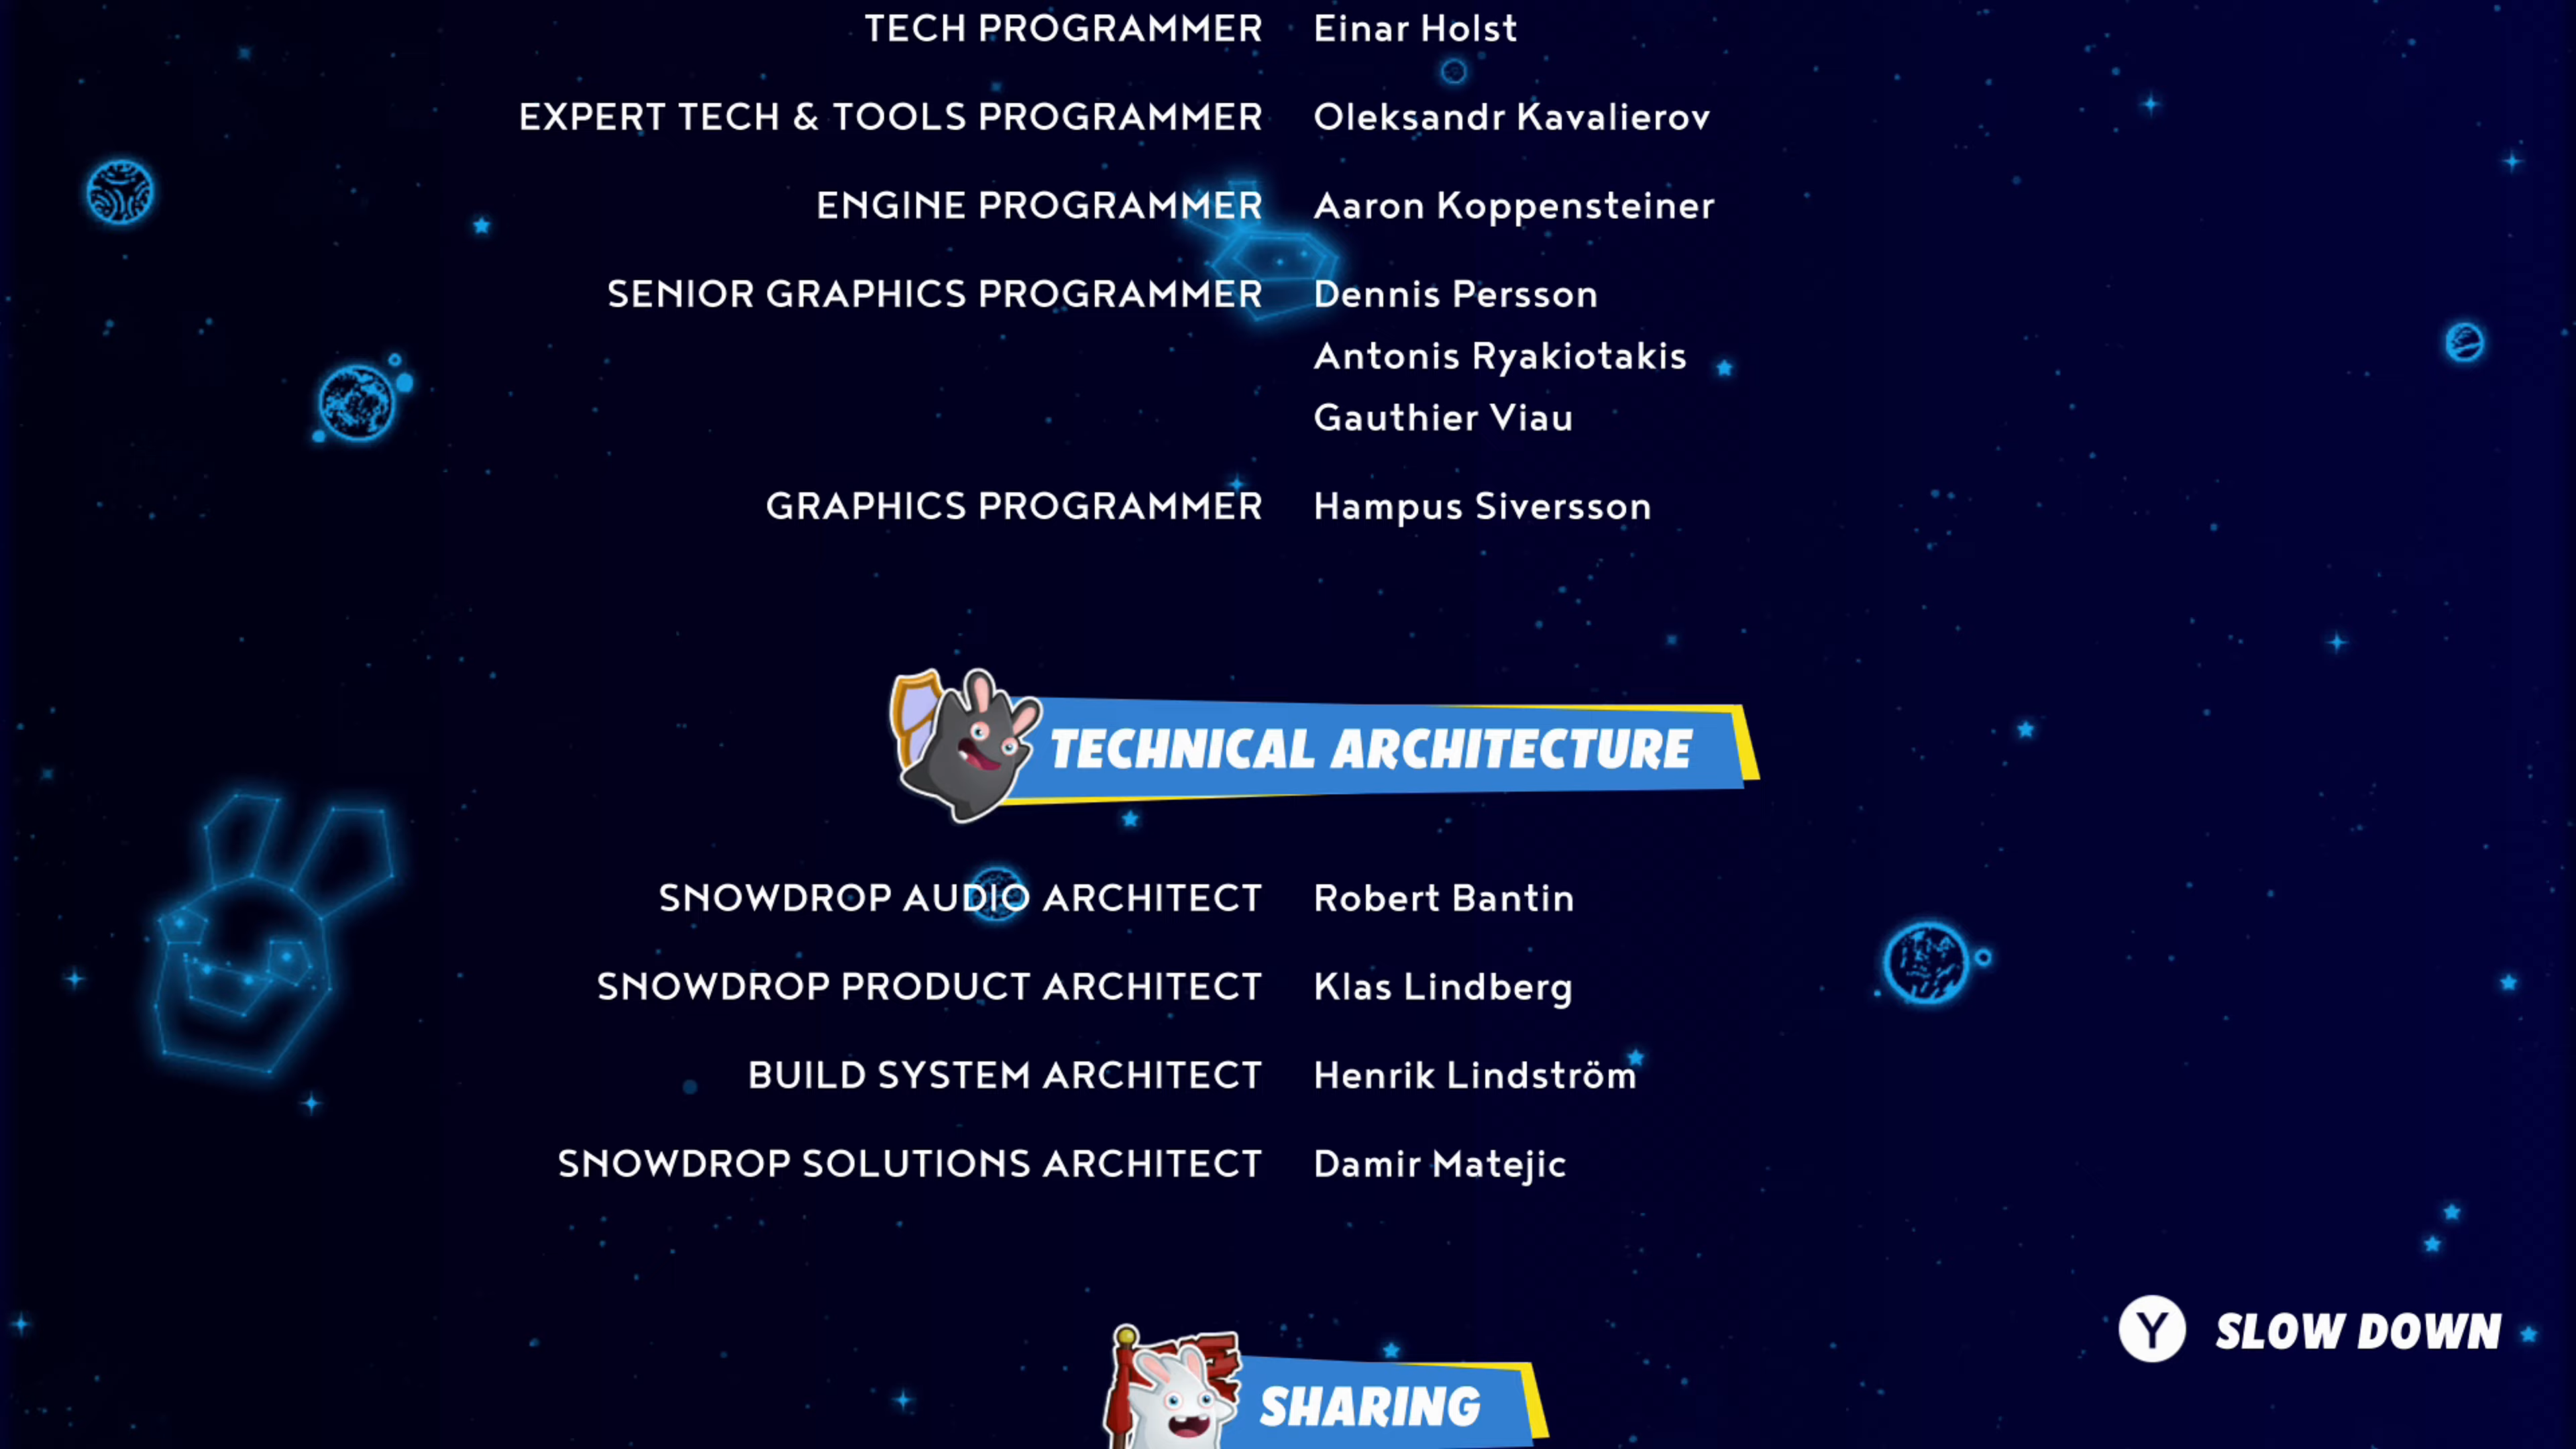 TECH PROGRAMMER Einar Holst
EXPERT TECH & TOOLS PROGRAMMER Oleksandr Kavalierov
ENGINE PROGRAMMER Aaron Koppensteiner
SENIOR GRAPHICS PROGRAMMER Dennis Persson
Antonis Ryakiotakis
Gauthier Viau
GRAPHICS PROGRAMMER Hampus Siversson
TECHNICAL ARCHITECTURE
SNOWDROP AUDIO ARCHITECT Robert Bantin
SNOWDROP PRODUCT ARCHITECT Klas Lindberg
BUILD SYSTEM ARCHITECT Henrik Lindström
SNOWDROP SOLUTIONS ARCHITECT Damir Matejic
Y SLOW DOWN
SHARING